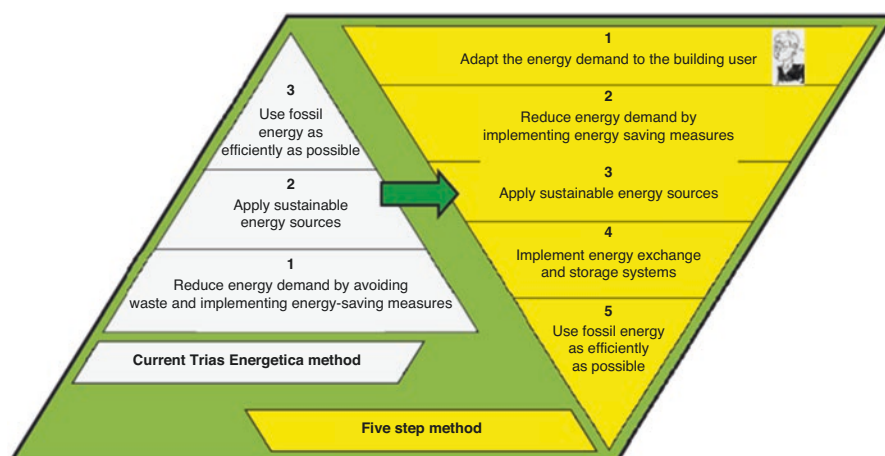 3
Use fossil
energy as
efficiently as possible
2
Apply sustainable
energy sources
1
Reduce energy demand by avoiding
waste and implementing energy-saving measures
Current Trias Energetica method
1
Adapt the energy demand to the building user
2
Reduce energy demand by
implementing energy saving measures
3
Apply sustainable energy sources
4
Implement energy exchange
and storage systems
5
Use fossil energy
as efficiently
as possible
Five step method